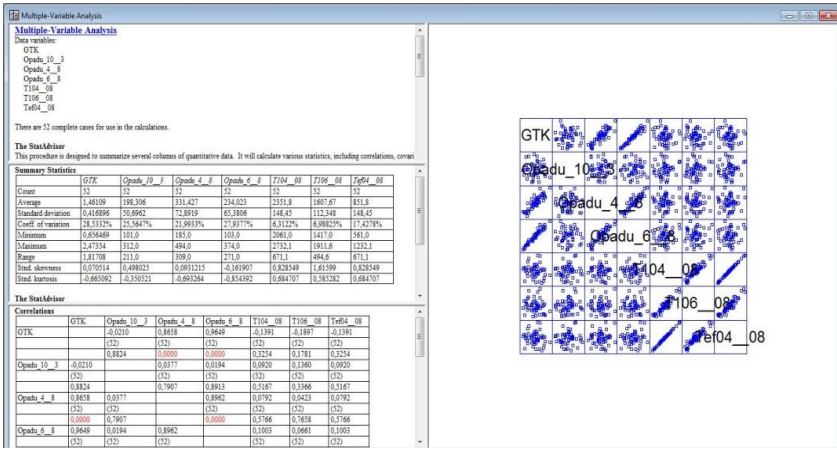 Multiple-Variable Analysis
Multiple-Variable Analysis
Data variables:
GTK
Opadu_10__3
Opadu_4__8
Opadu_6__8
T104__08
T106__08
Tef04__08
There are 52 complete cases for use in the calculations.
The StatAdvisor
This procedure is designed to summarize several columns of quantitative data. It will calculate various statistics, including correlations, covari
Summary Statistics
GTK Opadu_10__3 Opadu_4__8 Opadu_6__8 T104__08 T106__08 Tef04__08
Count 52 52 52 52 52 52 52
Average 1,46109 198,306 331,427 234,023 2351,8 1607,67 851,8
Standard deviation 0,416896 50,6962 72,8919 65,3806 148,45 112,348 148,45
Coeff. of variation 28,5332% 25,5647% 21,9933% 27,9377% 6,3122% 6,98825% 17,4278%
Minimum 0,656469 101,0 185,0 103,0 2061,0 1417,0 561,0
Maximum 2,47354 312,0 494,0 374,0 2732,1 1911,6 1232,1
Range 1,81708 211,0 309,0 271,0 671,1 494,6 671,1
Stnd. skewness 0,070514 0,498025 0,0931215 -0,161907 0,828549 1,61599 0,828549
Stnd. kurtosis -0,665092 -0,350521 -0,693264 -0,854392 0,684707 0,585282 0,684707
The StatAdvisor
Correlations
GTK Opadu_10__3 Opadu_4__8 Opadu_6__8 T104__08 T106__08 Tef04__08
GTK -0,0210 0,8658 0,9649 -0,1391 -0,1897 -0,1391
(52) (52) (52) (52) (52) (52)
0,8824 0,0000 0,0000 0,3254 0,1781 0,3254
Opadu_10__3 -0,0210 0,0377 0,0194 0,0920 0,1360 0,0920
(52) (52) (52) (52) (52) (52)
0,8824 0,7907 0,8913 0,5167 0,3366 0,5167
Opadu_4__8 0,8658 0,0377 0,8962 0,0792 0,0423 0,0792
(52) (52) (52) (52) (52) (52)
0,0000 0,7907 0,0000 0,5766 0,7658 0,5766
Opadu_6__8 0,9649 0,0194 0,8962 0,1003 0,0661 0,1003
(52) (52) (52) (52) (52) (52)
GTK
Opadu_10__3
Opadu_4__8
Opadu_6__8
T104__08
T106__08
Tef04__08